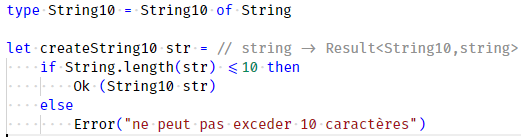 type String10 = String10 of String
let createString10 str = // string -> Result<String10,string>
if String.length(str) <= 10 then
Ok (String10 str)
else
Error("ne peut pas exceder 10 caractères")